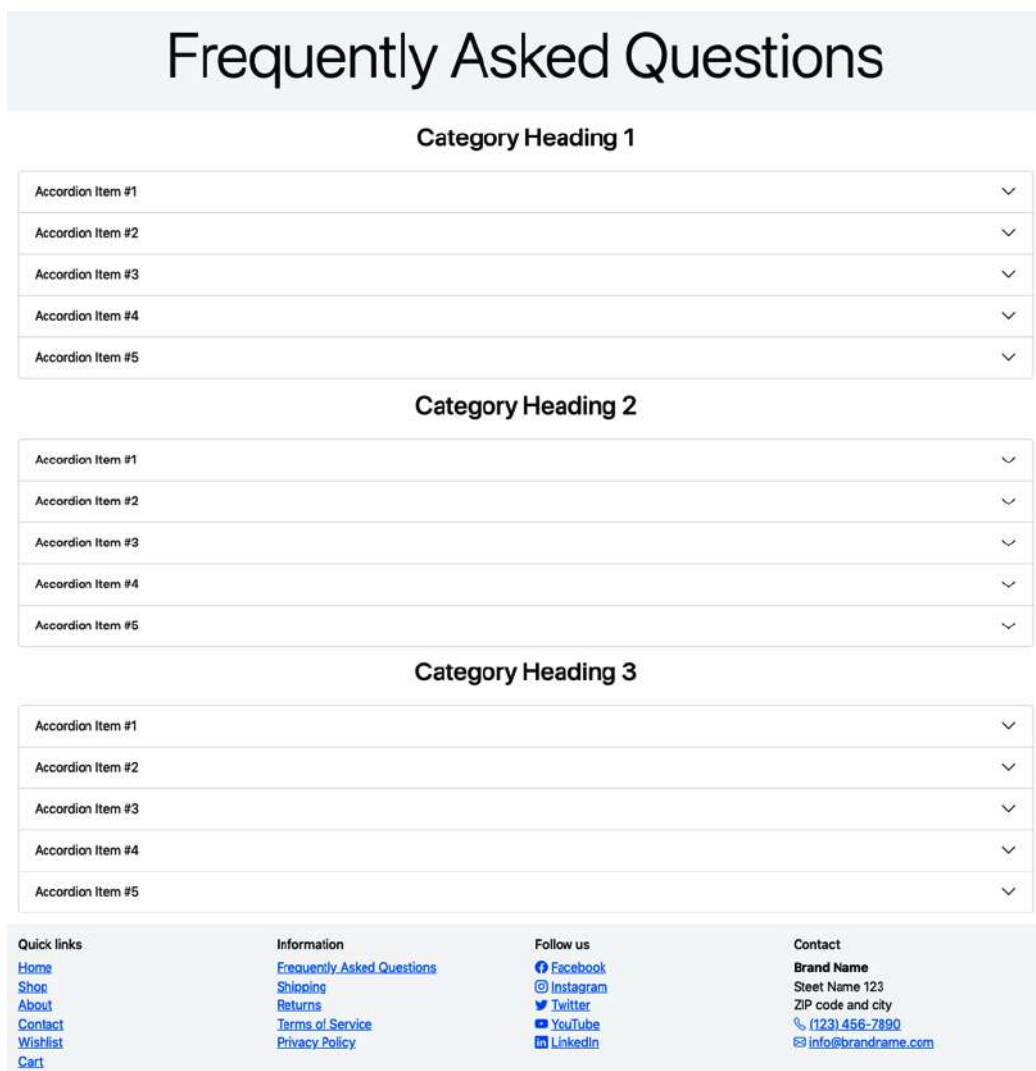 Frequently Asked Questions
Category Heading 1
Accordion Item #1
Accordion Item #2
Accordion Item #3
Accordion Item #4
Accordion Item #5
Category Heading 2
Accordion Item #1
Accordion Item #2
Accordion Item #3
Accordion Item #4
Accordion Item #5
Category Heading 3
Accordion Item #1
Accordion Item #2
Accordion Item #3
Accordion Item #4
Accordion Item #5
Quick links
Home
Shop
About
Contact
Wishlist
Cart
Information
Frequently Asked Questions
Shipping
Returns
Terms of Service
Privacy Policy
Follow us
Facebook
Instagram
Twitter
YouTube
LinkedIn
Contact
Brand Name
Steet Name 123
ZIP code and city
(123) 456-7890
info@brandname.com